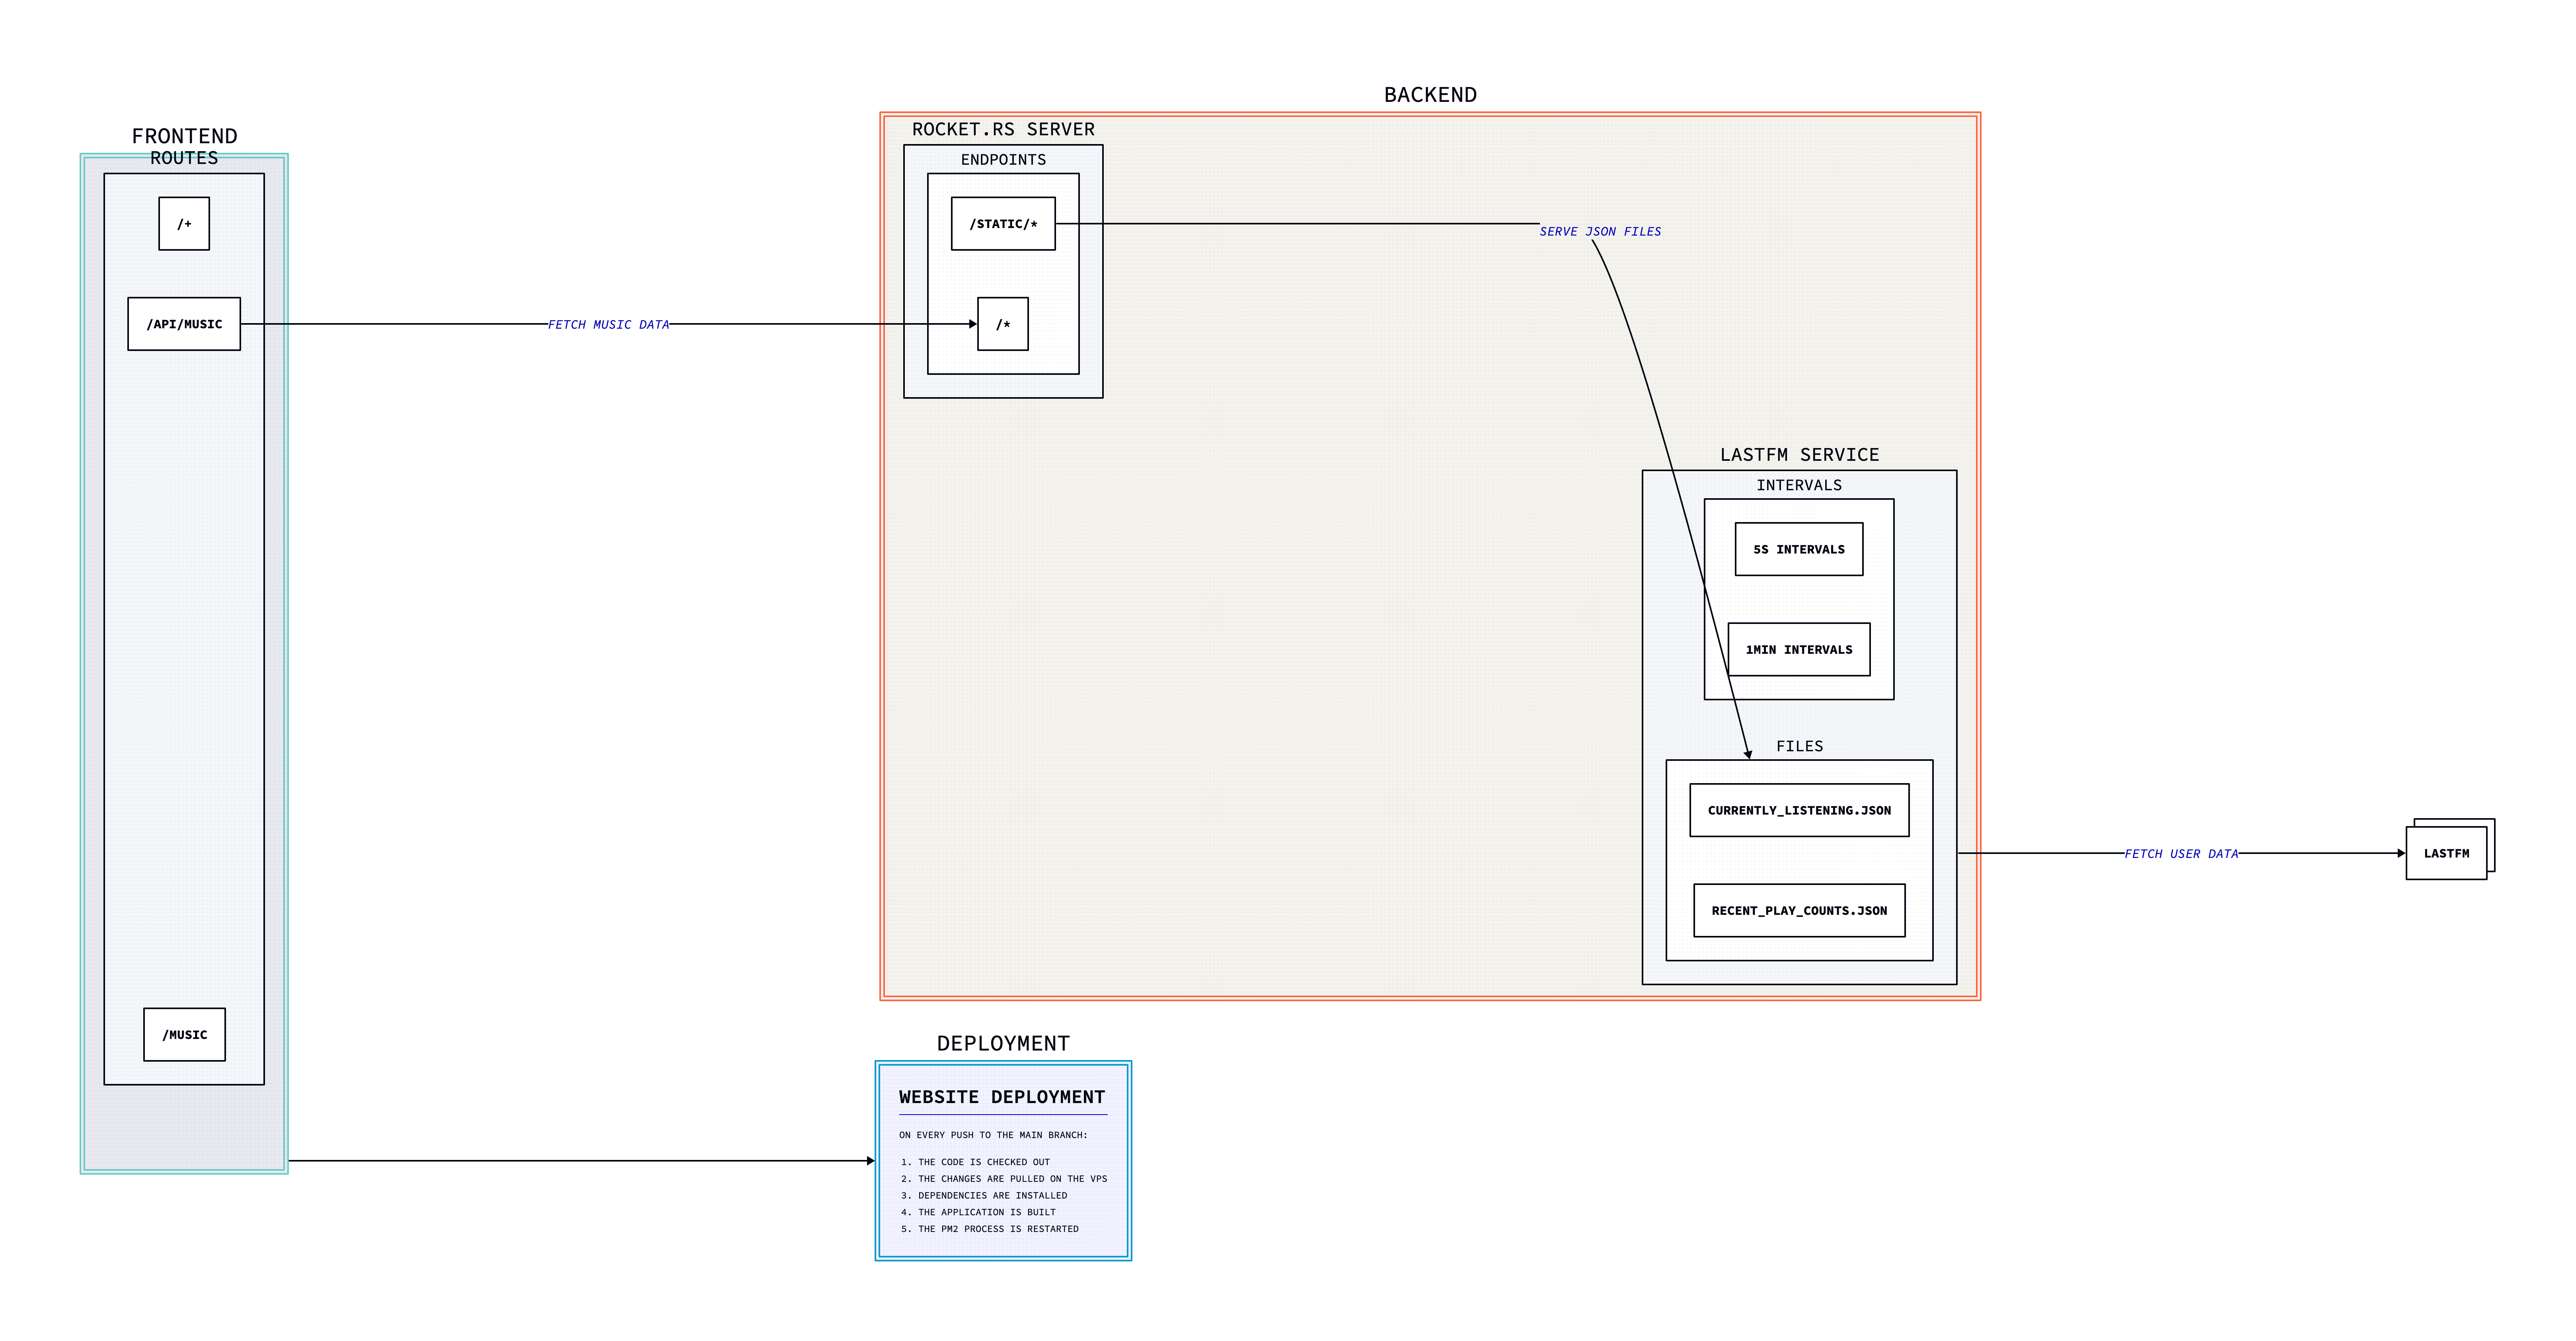 BACKEND
FRONTEND
ROUTES
ROCKET.RS SERVER
ENDPOINTS
/+
/STATIC/*
SERVE JSON FILES
/API/MUSIC
FETCH MUSIC DATA
/*
LASTFM SERVICE
INTERVALS
5S INTERVALS
1MIN INTERVALS
FILES
CURRENTLY_LISTENING.JSON
FETCH USER DATA
LASTFM
RECENT_PLAY_COUNTS.JSON
/MUSIC
DEPLOYMENT
WEBSITE DEPLOYMENT
ON EVERY PUSH TO THE MAIN BRANCH:
1. THE CODE IS CHECKED OUT
2. THE CHANGES ARE PULLED ON THE VPS
3. DEPENDENCIES ARE INSTALLED
4. THE APPLICATION IS BUILT
5. THE PM2 PROCESS IS RESTARTED